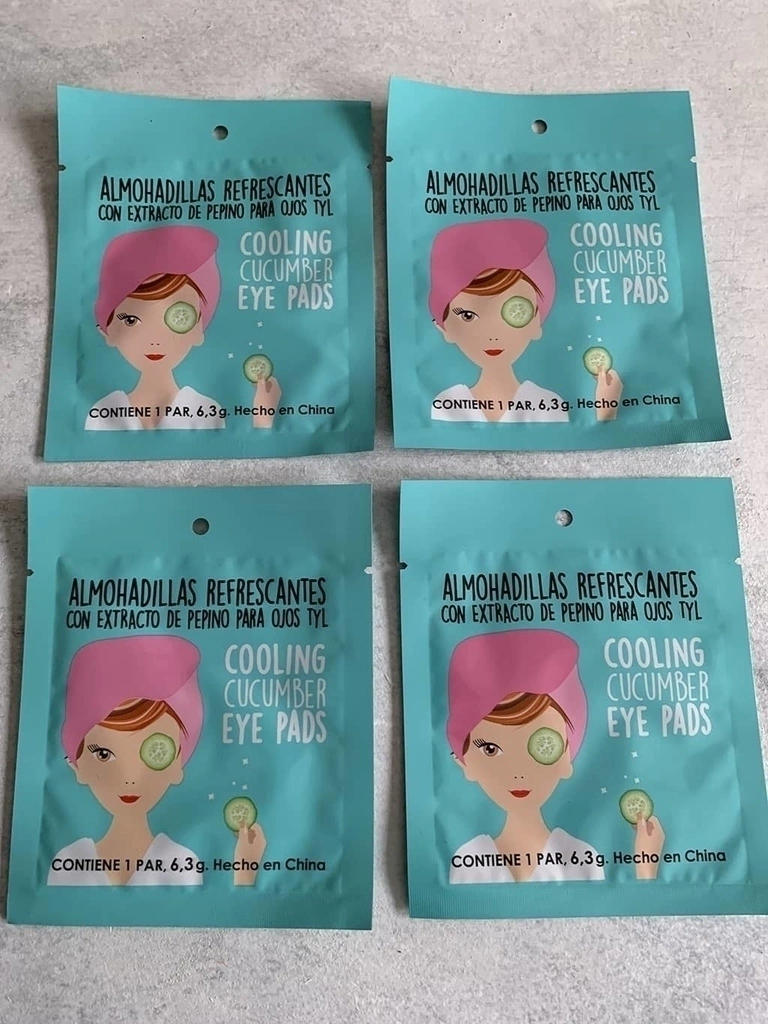 ALMOHADILLAS REFRESCANTES
CON EXTRACTO DE PEPINO PARA OJOS TYL
COOLING
CUCUMBER
EYE PADS
CONTIENE 1 PAR, 6,3g. Hecho en China
ALMOHADILLAS REFRESCANTES
CON EXTRACTO DE PEPINO PARA OJOS TYL
COOLING
CUCUMBER
EYE PADS
CONTIENE 1 PAR, 6,3g. Hecho en China
ALMOHADILLAS REFRESCANTES
CON EXTRACTO DE PEPINO PARA OJOS TYL
COOLING
CUCUMBER
EYE PADS
CONTIENE 1 PAR, 6,3g. Hecho en China
ALMOHADILLAS REFRESCANTES
CON EXTRACTO DE PEPINO PARA OJOS TYL
COOLING
CUCUMBER
EYE PADS
CONTIENE 1 PAR, 6,3g. Hecho en China